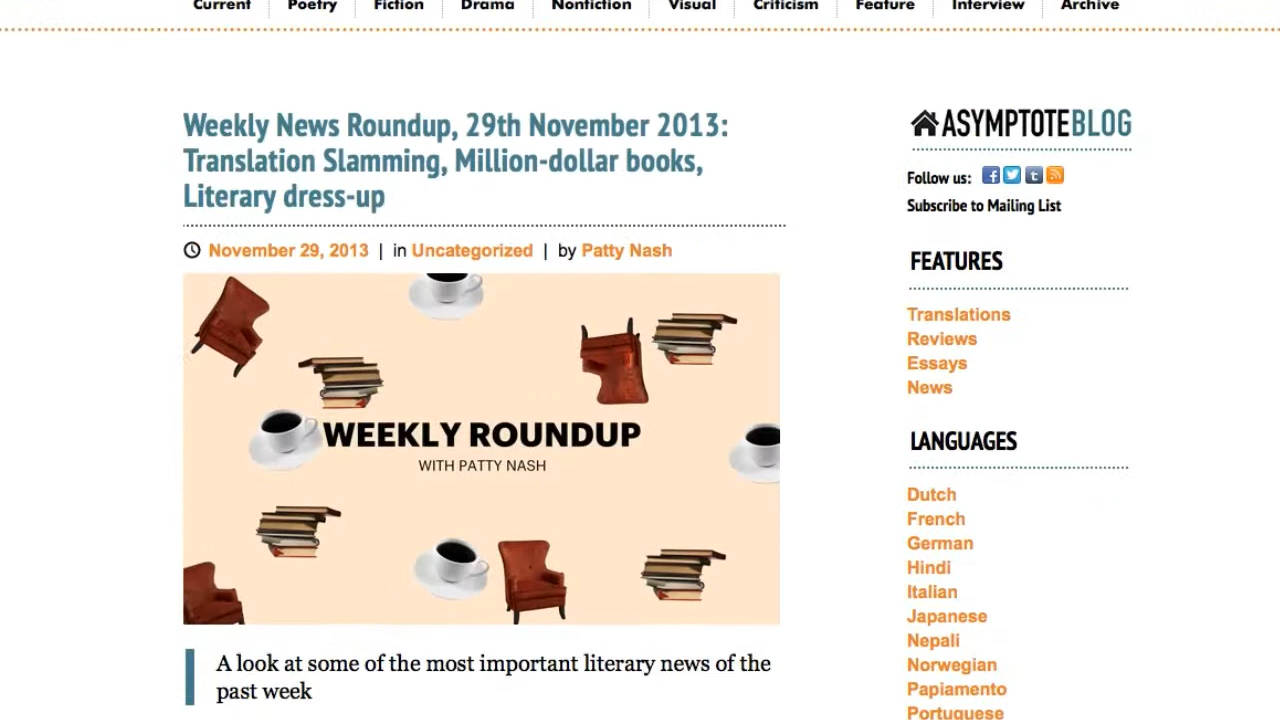 Current Poetry Fiction Drama Nonfiction Visual Criticism Feature Interview Archive
Weekly News Roundup, 29th November 2013:
Translation Slamming, Million-dollar books,
Literary dress-up
November 29, 2013 | in Uncategorized | by Patty Nash
WEEKLY ROUNDUP
WITH PATTY NASH
A look at some of the most important literary news of the
past week
ASYMPTOTEBLOG
Follow us:
Subscribe to Mailing List
FEATURES
Translations
Reviews
Essays
News
LANGUAGES
Dutch
French
German
Hindi
Italian
Japanese
Nepali
Norwegian
Papiamento
Portuguese